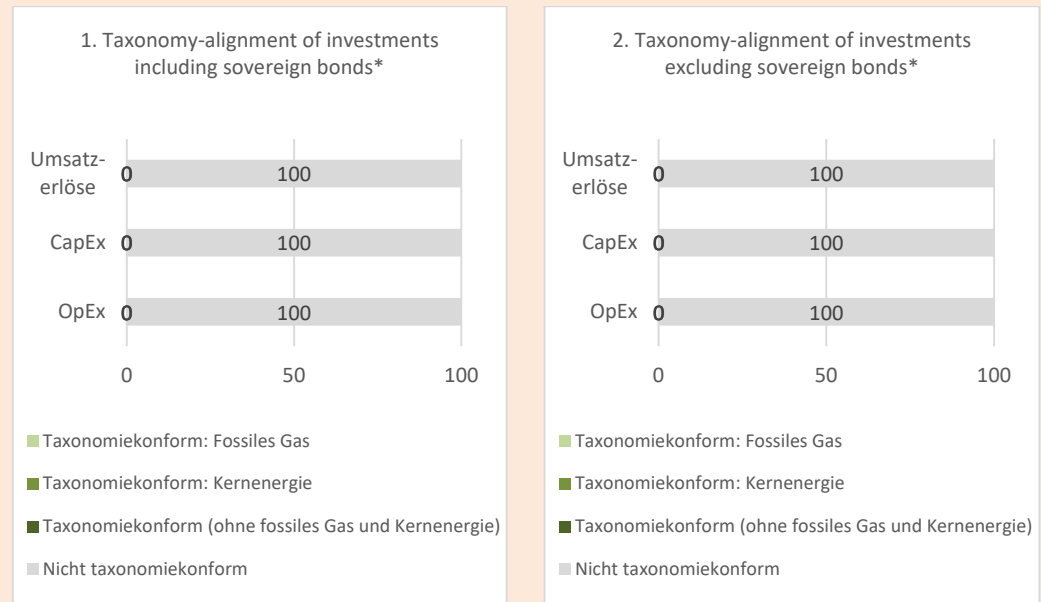 1. Taxonomy-alignment of investments
including sovereign bonds*
Umsatz-
erlöse
0
100
CapEx
0
100
OpEx
0
100
0
50
100
Taxonomiekonform: Fossiles Gas
Taxonomiekonform: Kernenergie
Taxonomiekonform (ohne fossiles Gas und Kernenergie)
Nicht taxonomiekonform
2. Taxonomy-alignment of investments
excluding sovereign bonds*
Umsatz-
erlöse
0
100
CapEx
0
100
OpEx
0
100
0
50
100
Taxonomiekonform: Fossiles Gas
Taxonomiekonform: Kernenergie
Taxonomiekonform (ohne fossiles Gas und Kernenergie)
Nicht taxonomiekonform